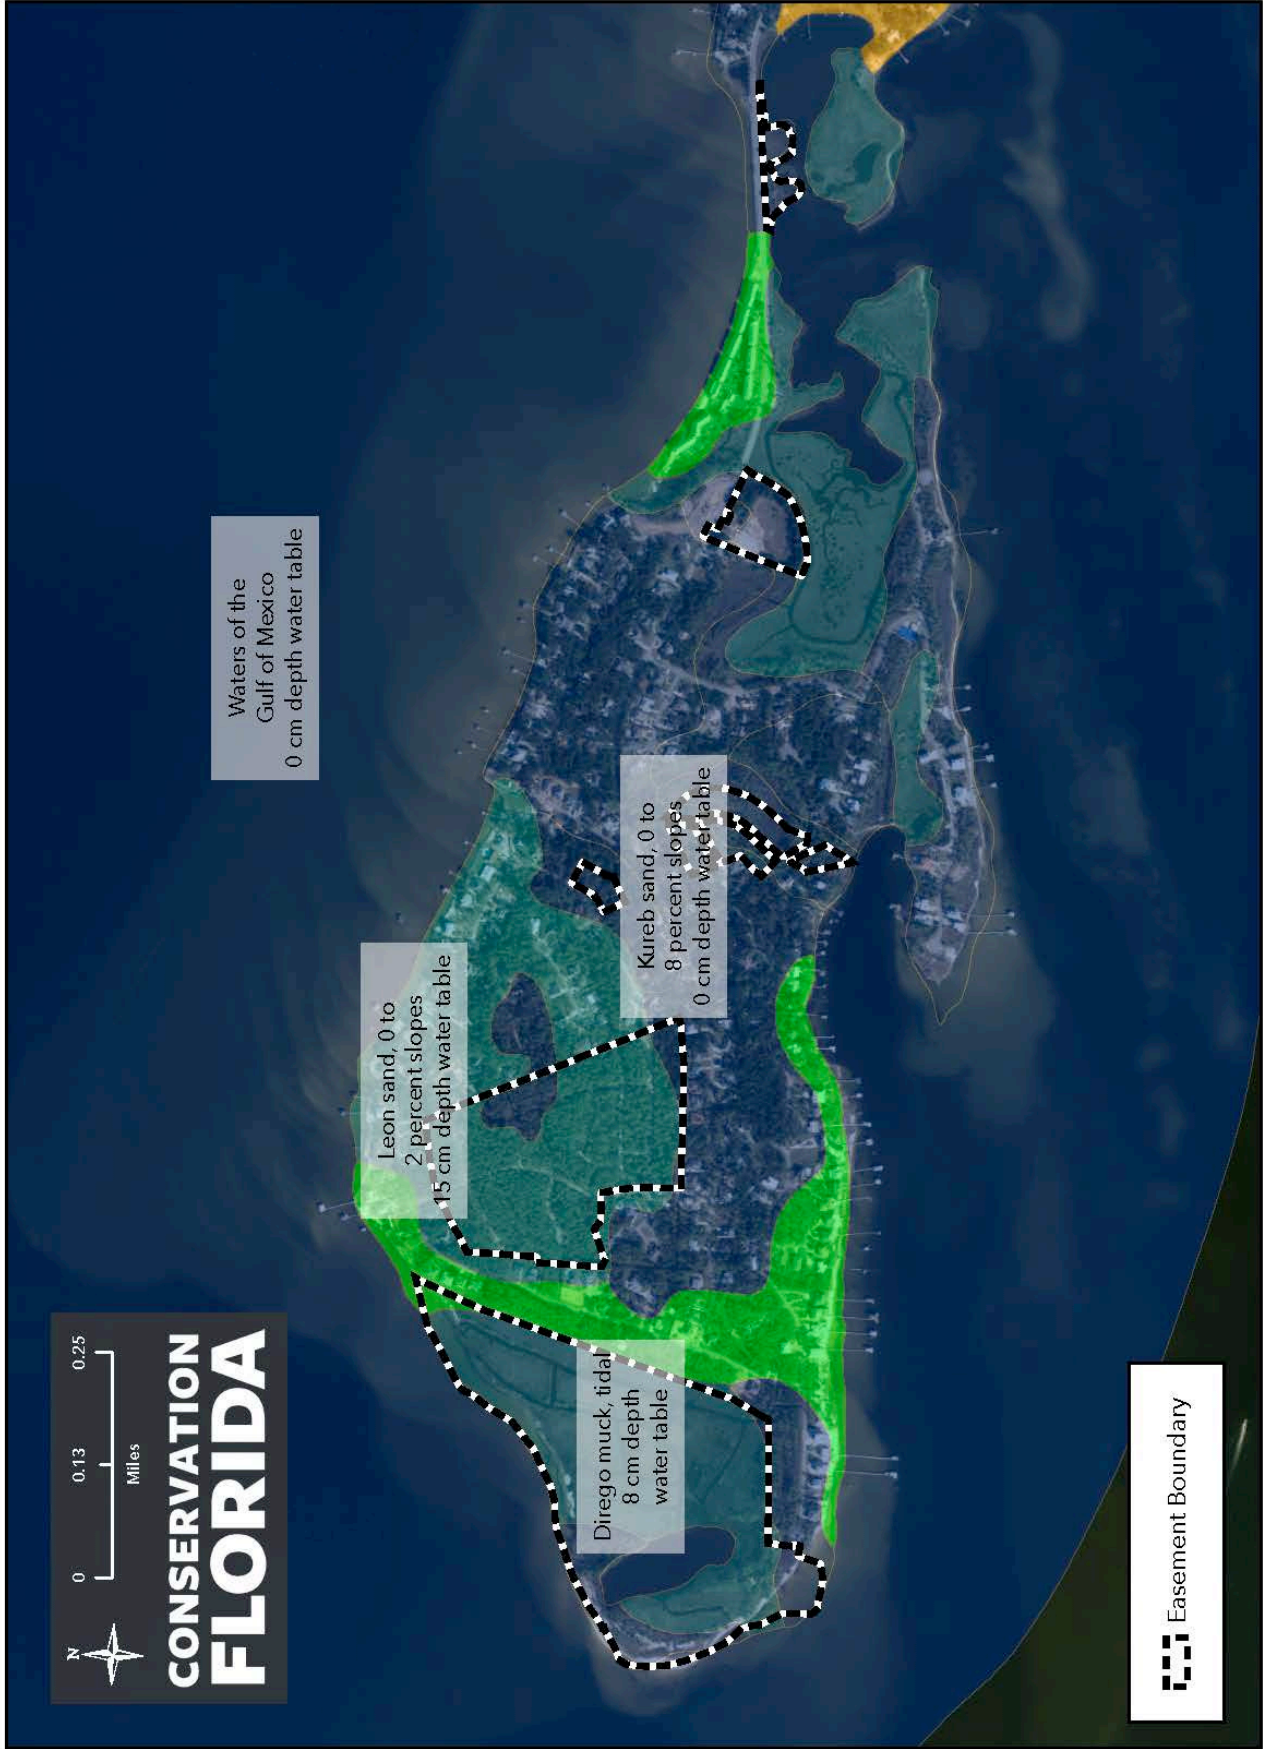 N
0 0.13 0.25
Miles
CONSERVATION
FLORIDA
Waters of the
Gulf of Mexico
0 cm depth water table
Leon sand, 0 to
2 percent slopes
15 cm depth water table
Kureb sand, 0 to
8 percent slopes
0 cm depth water table
Dirego muck, tidal
8 cm depth
water table
Easement Boundary